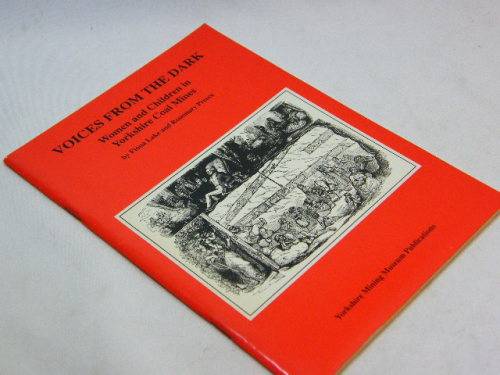 VOICES FROM THE DARK
Women and Children in
Yorkshire Coal Mines
by Fiona Lake and Rosemary Preece
Yorkshire Mining Museum Publications